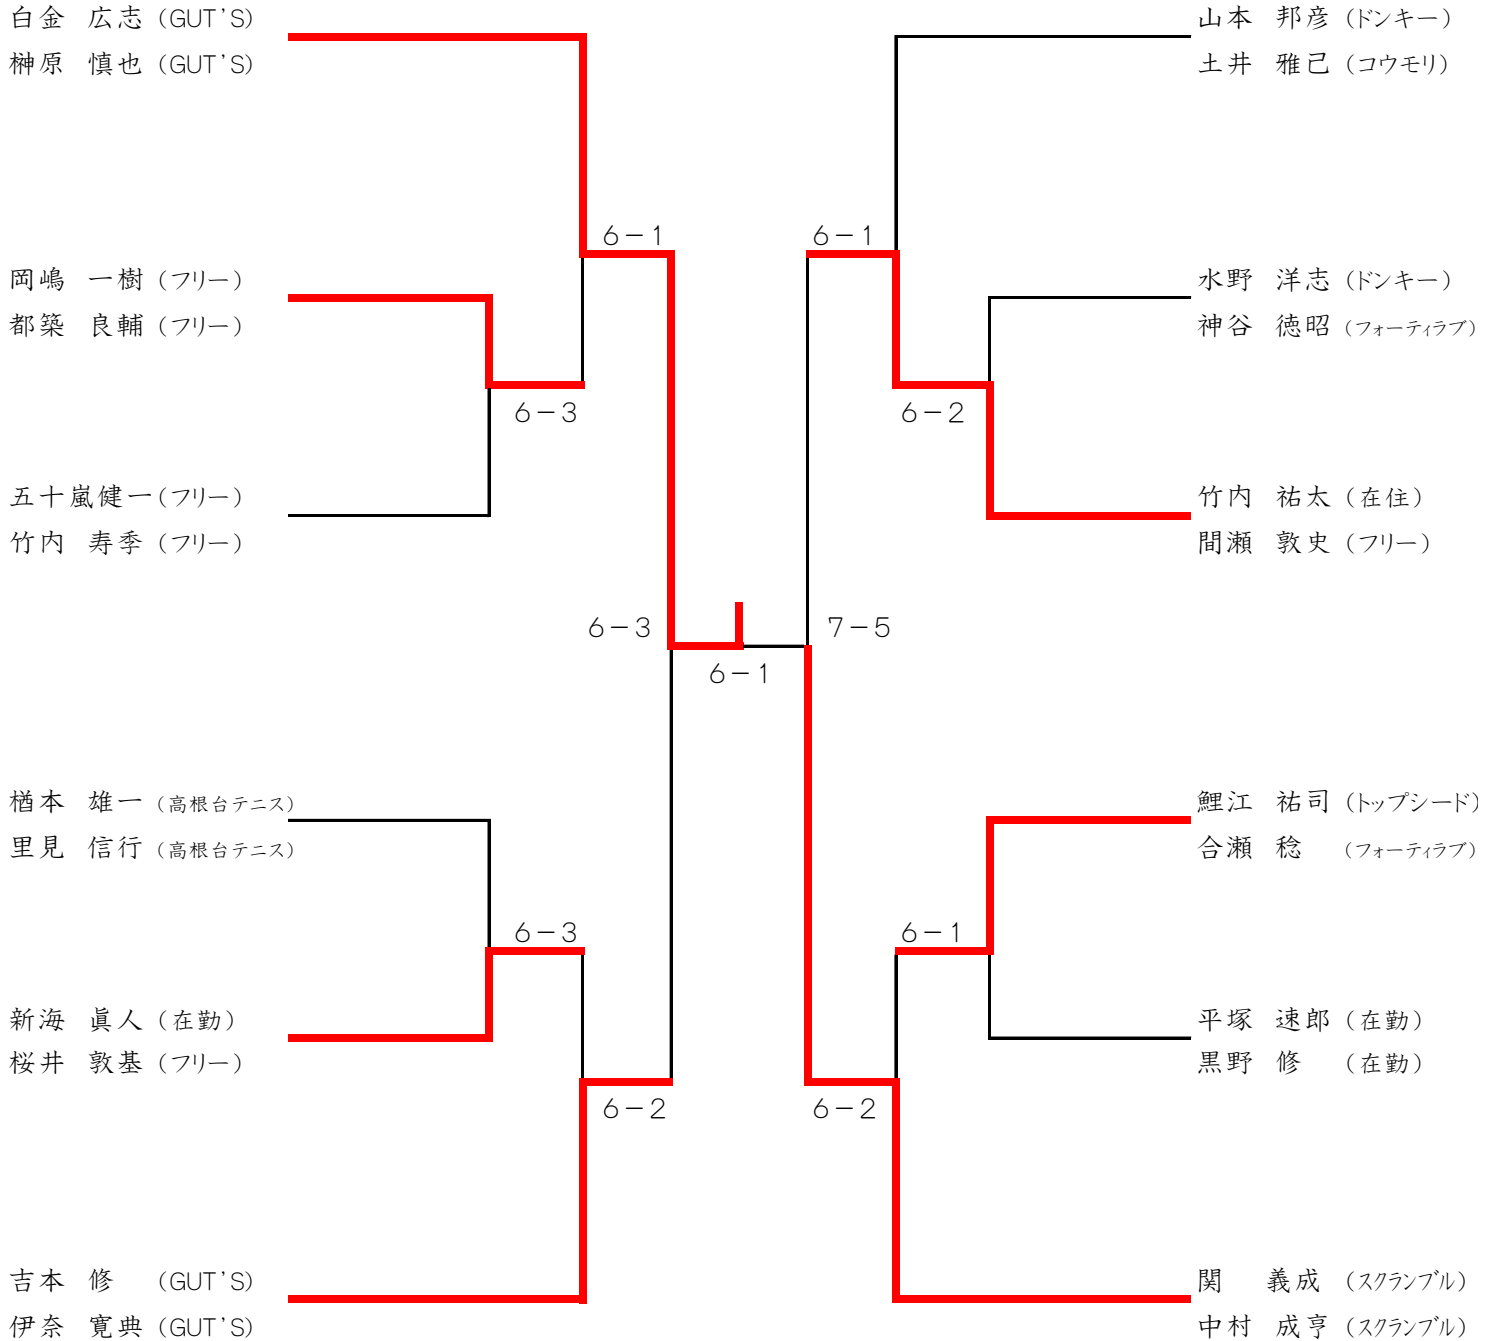 白金 広志 (GUT'S)
榊原 慎也 (GUT'S)
6-1
岡嶋 一樹 (フリー)
都築 良輔 (フリー)
6-3
五十嵐健一(フリー)
竹内 寿季 (フリー)
6-3
6-1
楢本 雄一 (高根台テニス)
里見 信行 (高根台テニス)
6-3
新海 眞人 (在勤)
桜井 敦基 (フリー)
6-2
吉本 修 (GUT'S)
伊奈 寛典 (GUT'S)
山本 邦彦 (ドンキー)
土井 雅己 (コウモリ)
6-1
水野 洋志 (ドンキー)
神谷 徳昭 (フォーティラブ)
6-2
竹内 祐太 (在住)
間瀬 敦史 (フリー)
7-5
鯉江 祐司 (トップシード)
合瀬 稔 (フォーティラブ)
6-1
平塚 速郎 (在勤)
黒野 修 (在勤)
6-2
関 義成 (スクランブル)
中村 成亨 (スクランブル)